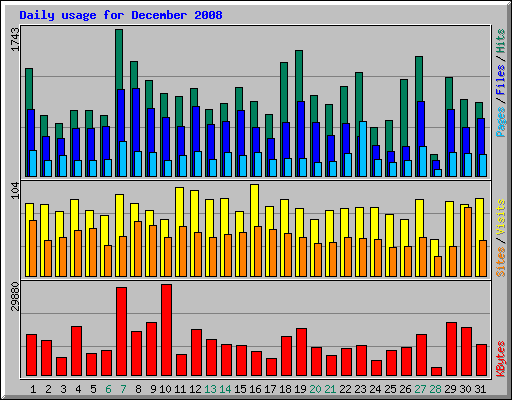 Daily usage for December 2008
1743
Pages / Files / Hits
104
Sites / Visits
29880
KBytes
1 2 3 4 5 6 7 8 9 10 11 12 13 14 15 16 17 18 19 20 21 22 23 24 25 26 27 28 29 30 31